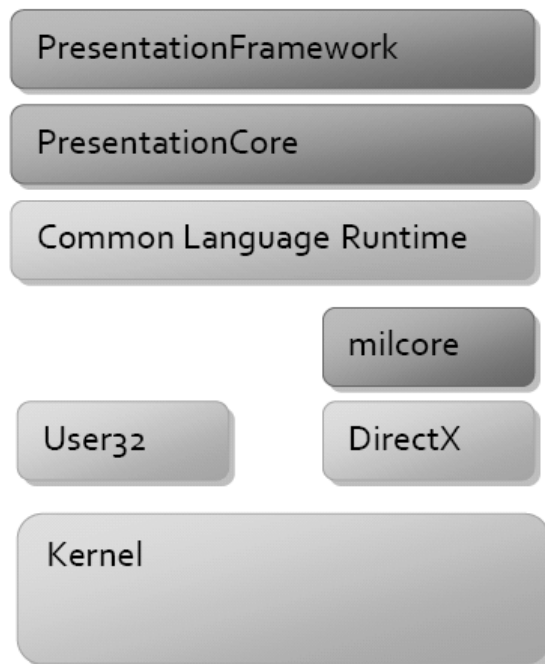 PresentationFramework
PresentationCore
Common Language Runtime
milcore
User32
DirectX
Kernel